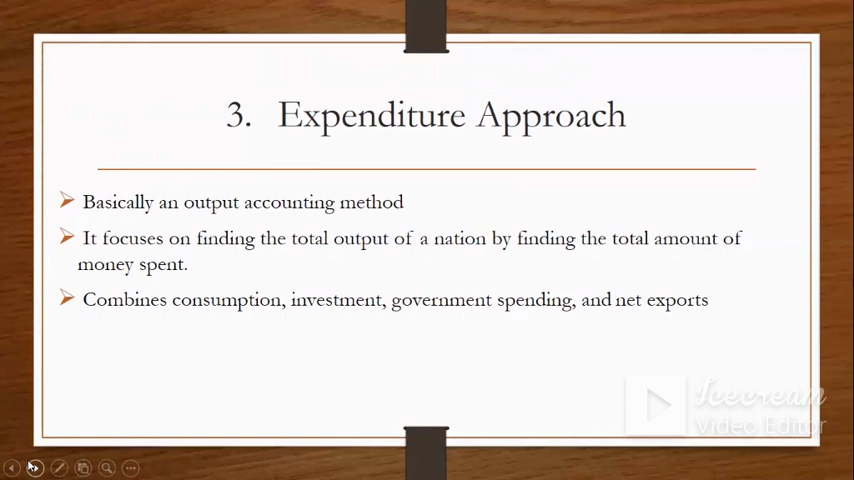 3. Expenditure Approach
Basically an output accounting method
It focuses on finding the total output of a nation by finding the total amount of
money spent.
Combines consumption, investment, government spending, and net exports
Icecream
Video Editor